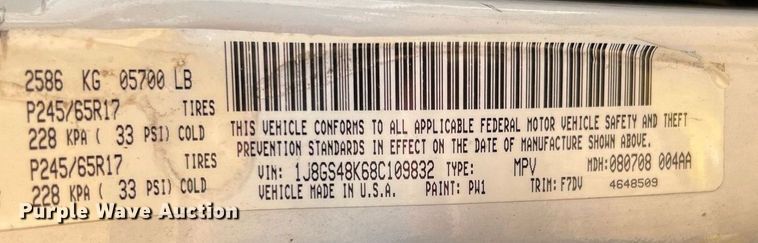 2586 KG 05700 LB
P245/65R17 TIRES
228 KPA ( 33 PSI) COLD
P245/65R17 TIRES
228 KPA ( 33 PSI) COLD
THIS VEHICLE CONFORMS TO ALL APPLICABLE FEDERAL MOTOR VEHICLE SAFETY AND THEFT
PREVENTION STANDARDS IN EFFECT ON THE DATE OF MANUFACTURE SHOWN ABOVE.
VIN: 1J8GS48K68C109832 TYPE: MPV MDH:080708 004AA
VEHICLE MADE IN U.S.A. PAINT: PW1 TRIM: F7DV 4648509
Purple Wave Auction